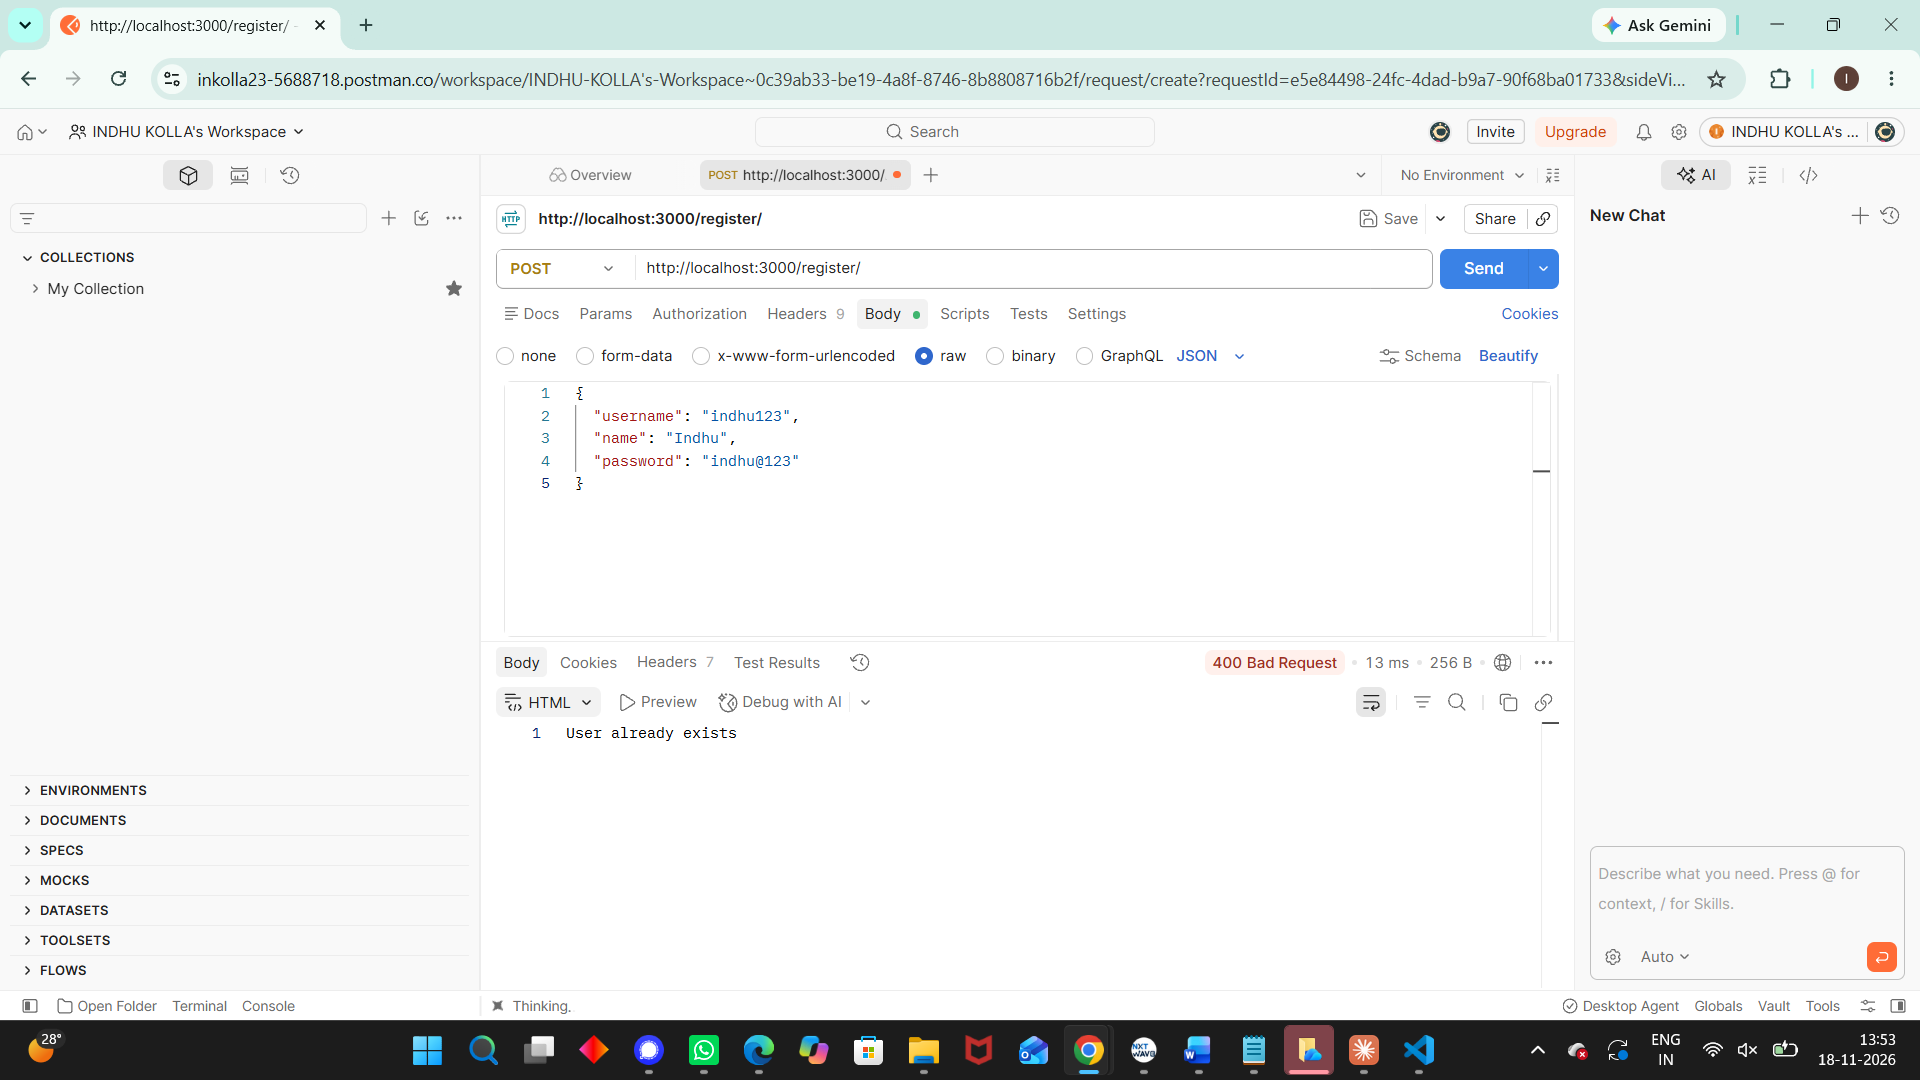 http://localhost:3000/register/ -
Ask Gemini
inkolla23-5688718.postman.co/workspace/INDHU-KOLLA's-Workspace~0c39ab33-be19-4a8f-8746-8b8808716b2f/request/create?requestId=e5e84498-24fc-4dad-b9a7-90f68ba01733&sideVi...
I
INDHU KOLLA's Workspace
Search
Invite
Upgrade
INDHU KOLLA's ...
Overview
POST http://localhost:3000/
No Environment
AI
HTTP http://localhost:3000/register/
Save
Share
New Chat
COLLECTIONS
My Collection
POST
http://localhost:3000/register/
Send
Docs
Params
Authorization
Headers 9
Body
Scripts
Tests
Settings
Cookies
none
form-data
x-www-form-urlencoded
raw
binary
GraphQL
JSON
Schema
Beautify
1 {
2 "username": "indhu123",
3 "name": "Indhu",
4 "password": "indhu@123"
5 }
Body
Cookies
Headers 7
Test Results
400 Bad Request
13 ms
256 B
HTML
Preview
Debug with AI
1 User already exists
ENVIRONMENTS
DOCUMENTS
SPECS
MOCKS
DATASETS
TOOLSETS
FLOWS
Describe what you need. Press @ for
context, / for Skills.
Auto
Open Folder
Terminal
Console
Thinking.
Desktop Agent
Globals
Vault
Tools
28°
NXT
WAVE
ENG
IN
13:53
18-11-2026